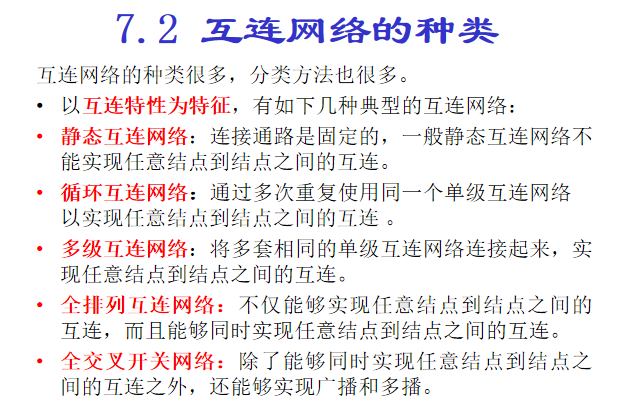 7.2 互连网络的种类
互连网络的种类很多，分类方法也很多。
• 以互连特性为特征，有如下几种典型的互连网络：
• 静态互连网络：连接通路是固定的，一般静态互连网络不
能实现任意结点到结点之间的互连。
• 循环互连网络：通过多次重复使用同一个单级互连网络
以实现任意结点到结点之间的互连 。
• 多级互连网络：将多套相同的单级互连网络连接起来，实
现任意结点到结点之间的互连。
• 全排列互连网络：不仅能够实现任意结点到结点之间的
互连，而且能够同时实现任意结点到结点之间的互连。
• 全交叉开关网络：除了能够同时实现任意结点到结点之
间的互连之外，还能够实现广播和多播。